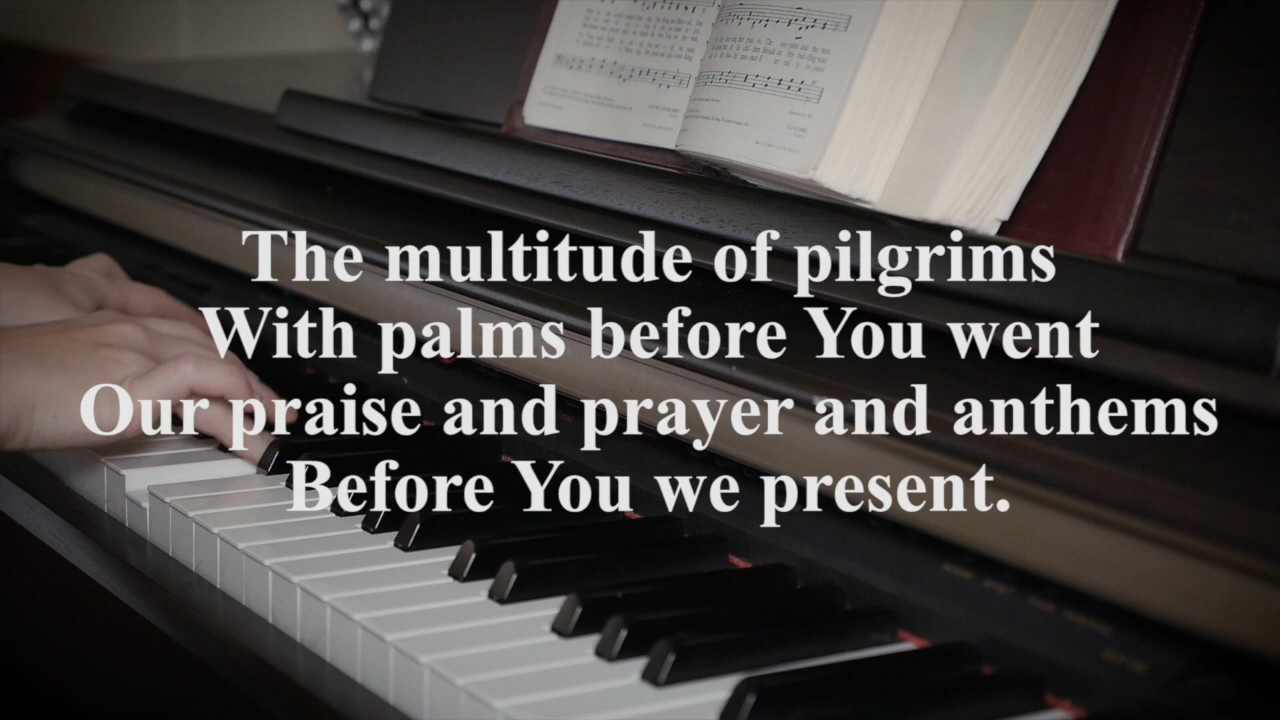 The multitude of pilgrims
With palms before You went
Our praise and prayer and anthems
Before You we present.